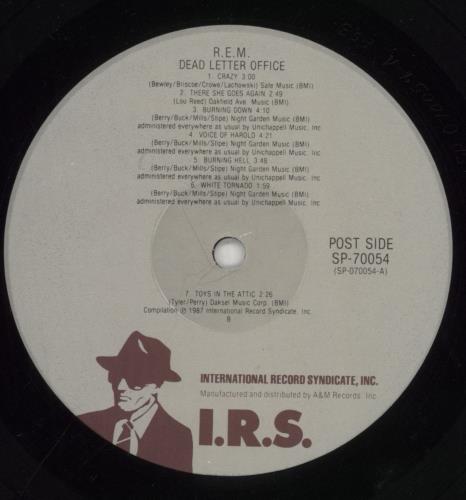 R.E.M.
DEAD LETTER OFFICE
1. CRAZY 3:00
(Bewley/Briscoe/Crowe/Lachowski) Sale Music (BMI)
2. THERE SHE GOES AGAIN 2:49
(Lou Reed) Oakfield Ave. Music (BMI)
3. BURNING DOWN 4:10
(Berry/Buck/Mills/Stipe) Night Garden Music (BMI)
administered everywhere as usual by Unichappell Music, Inc
4. VOICE OF HAROLD 4:21
(Berry/Buck/Mills/Stipe) Night Garden Music (BMI)
administered everywhere as usual by Unichappell Music, Inc.
5. BURNING HELL 3:48
(Berry/Buck/Mills/Stipe) Night Garden Music (BMI)
administered everywhere as usual by Unichappell Music, Inc.
6. WHITE TORNADO 1:59
(Berry/Buck/Mills/Stipe) Night Garden Music (BMI)
administered everywhere as usual by Unichappell Music, Inc.
POST SIDE
SP-70054
(SP-070054-A)
7. TOYS IN THE ATTIC 2:26
(Tyler/Perry) Daksel Music Corp. (BMI)
Compilation ℗ 1987 International Record Syndicate, Inc.
B
INTERNATIONAL RECORD SYNDICATE, INC.
Manufactured and distributed by A&M Records, Inc.
I.R.S.